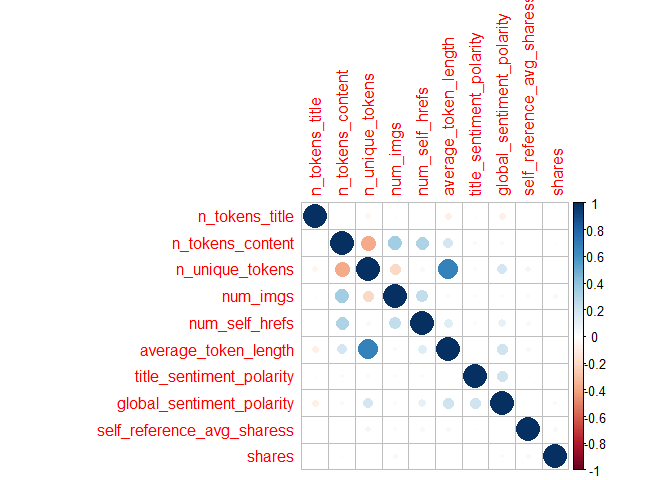 n_tokens_title
n_tokens_content
n_unique_tokens
num_imgs
num_self_hrefs
average_token_length
title_sentiment_polarity
global_sentiment_polarity
self_reference_avg_sharess
shares
n_tokens_title
n_tokens_content
n_unique_tokens
num_imgs
num_self_hrefs
average_token_length
title_sentiment_polarity
global_sentiment_polarity
self_reference_avg_sharess
shares
1
0.8
0.6
0.4
0.2
0
-0.2
-0.4
-0.6
-0.8
-1